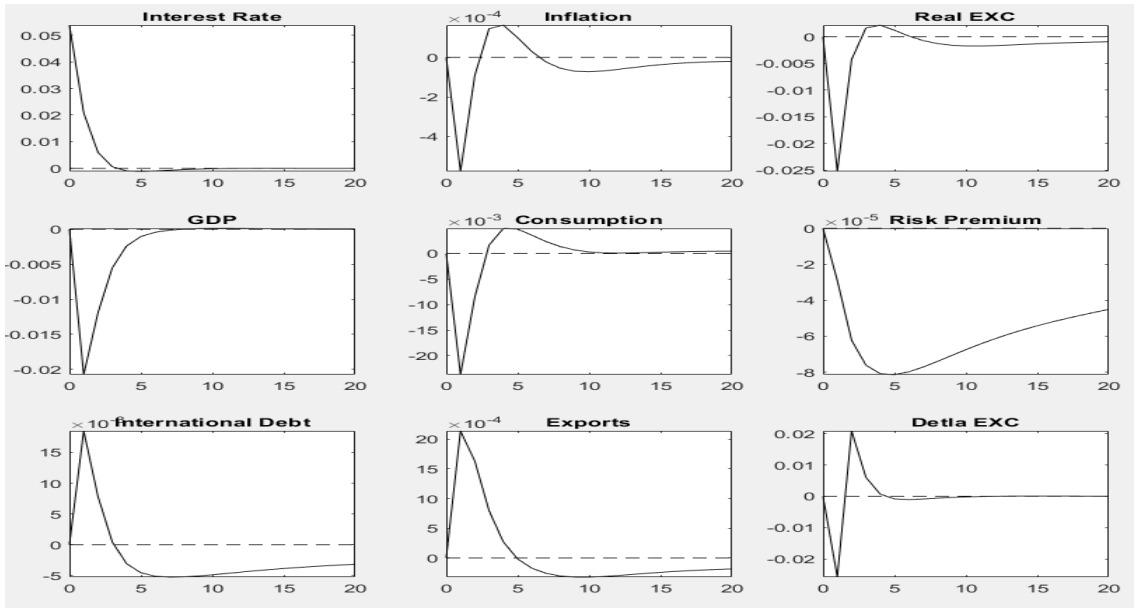 Interest Rate
0.05
0.04
0.03
0.02
0.01
0
0 5 10 15 20
× 10-4 Inflation
0
-2
-4
0 5 10 15 20
Real EXC
0
-0.005
-0.01
-0.015
-0.02
-0.025
0 5 10 15 20
GDP
0
-0.005
-0.01
-0.015
-0.02
0 5 10 15 20
× 10-3 Consumption
0
-5
-10
-15
-20
0 5 10 15 20
× 10-5 Risk Premium
0
-2
-4
-6
-8
0 5 10 15 20
International Debt
15
10
5
0
-5
0 5 10 15 20
× 10-4 Exports
20
15
10
5
0
0 5 10 15 20
Detla EXC
0.02
0.01
0
-0.01
-0.02
0 5 10 15 20